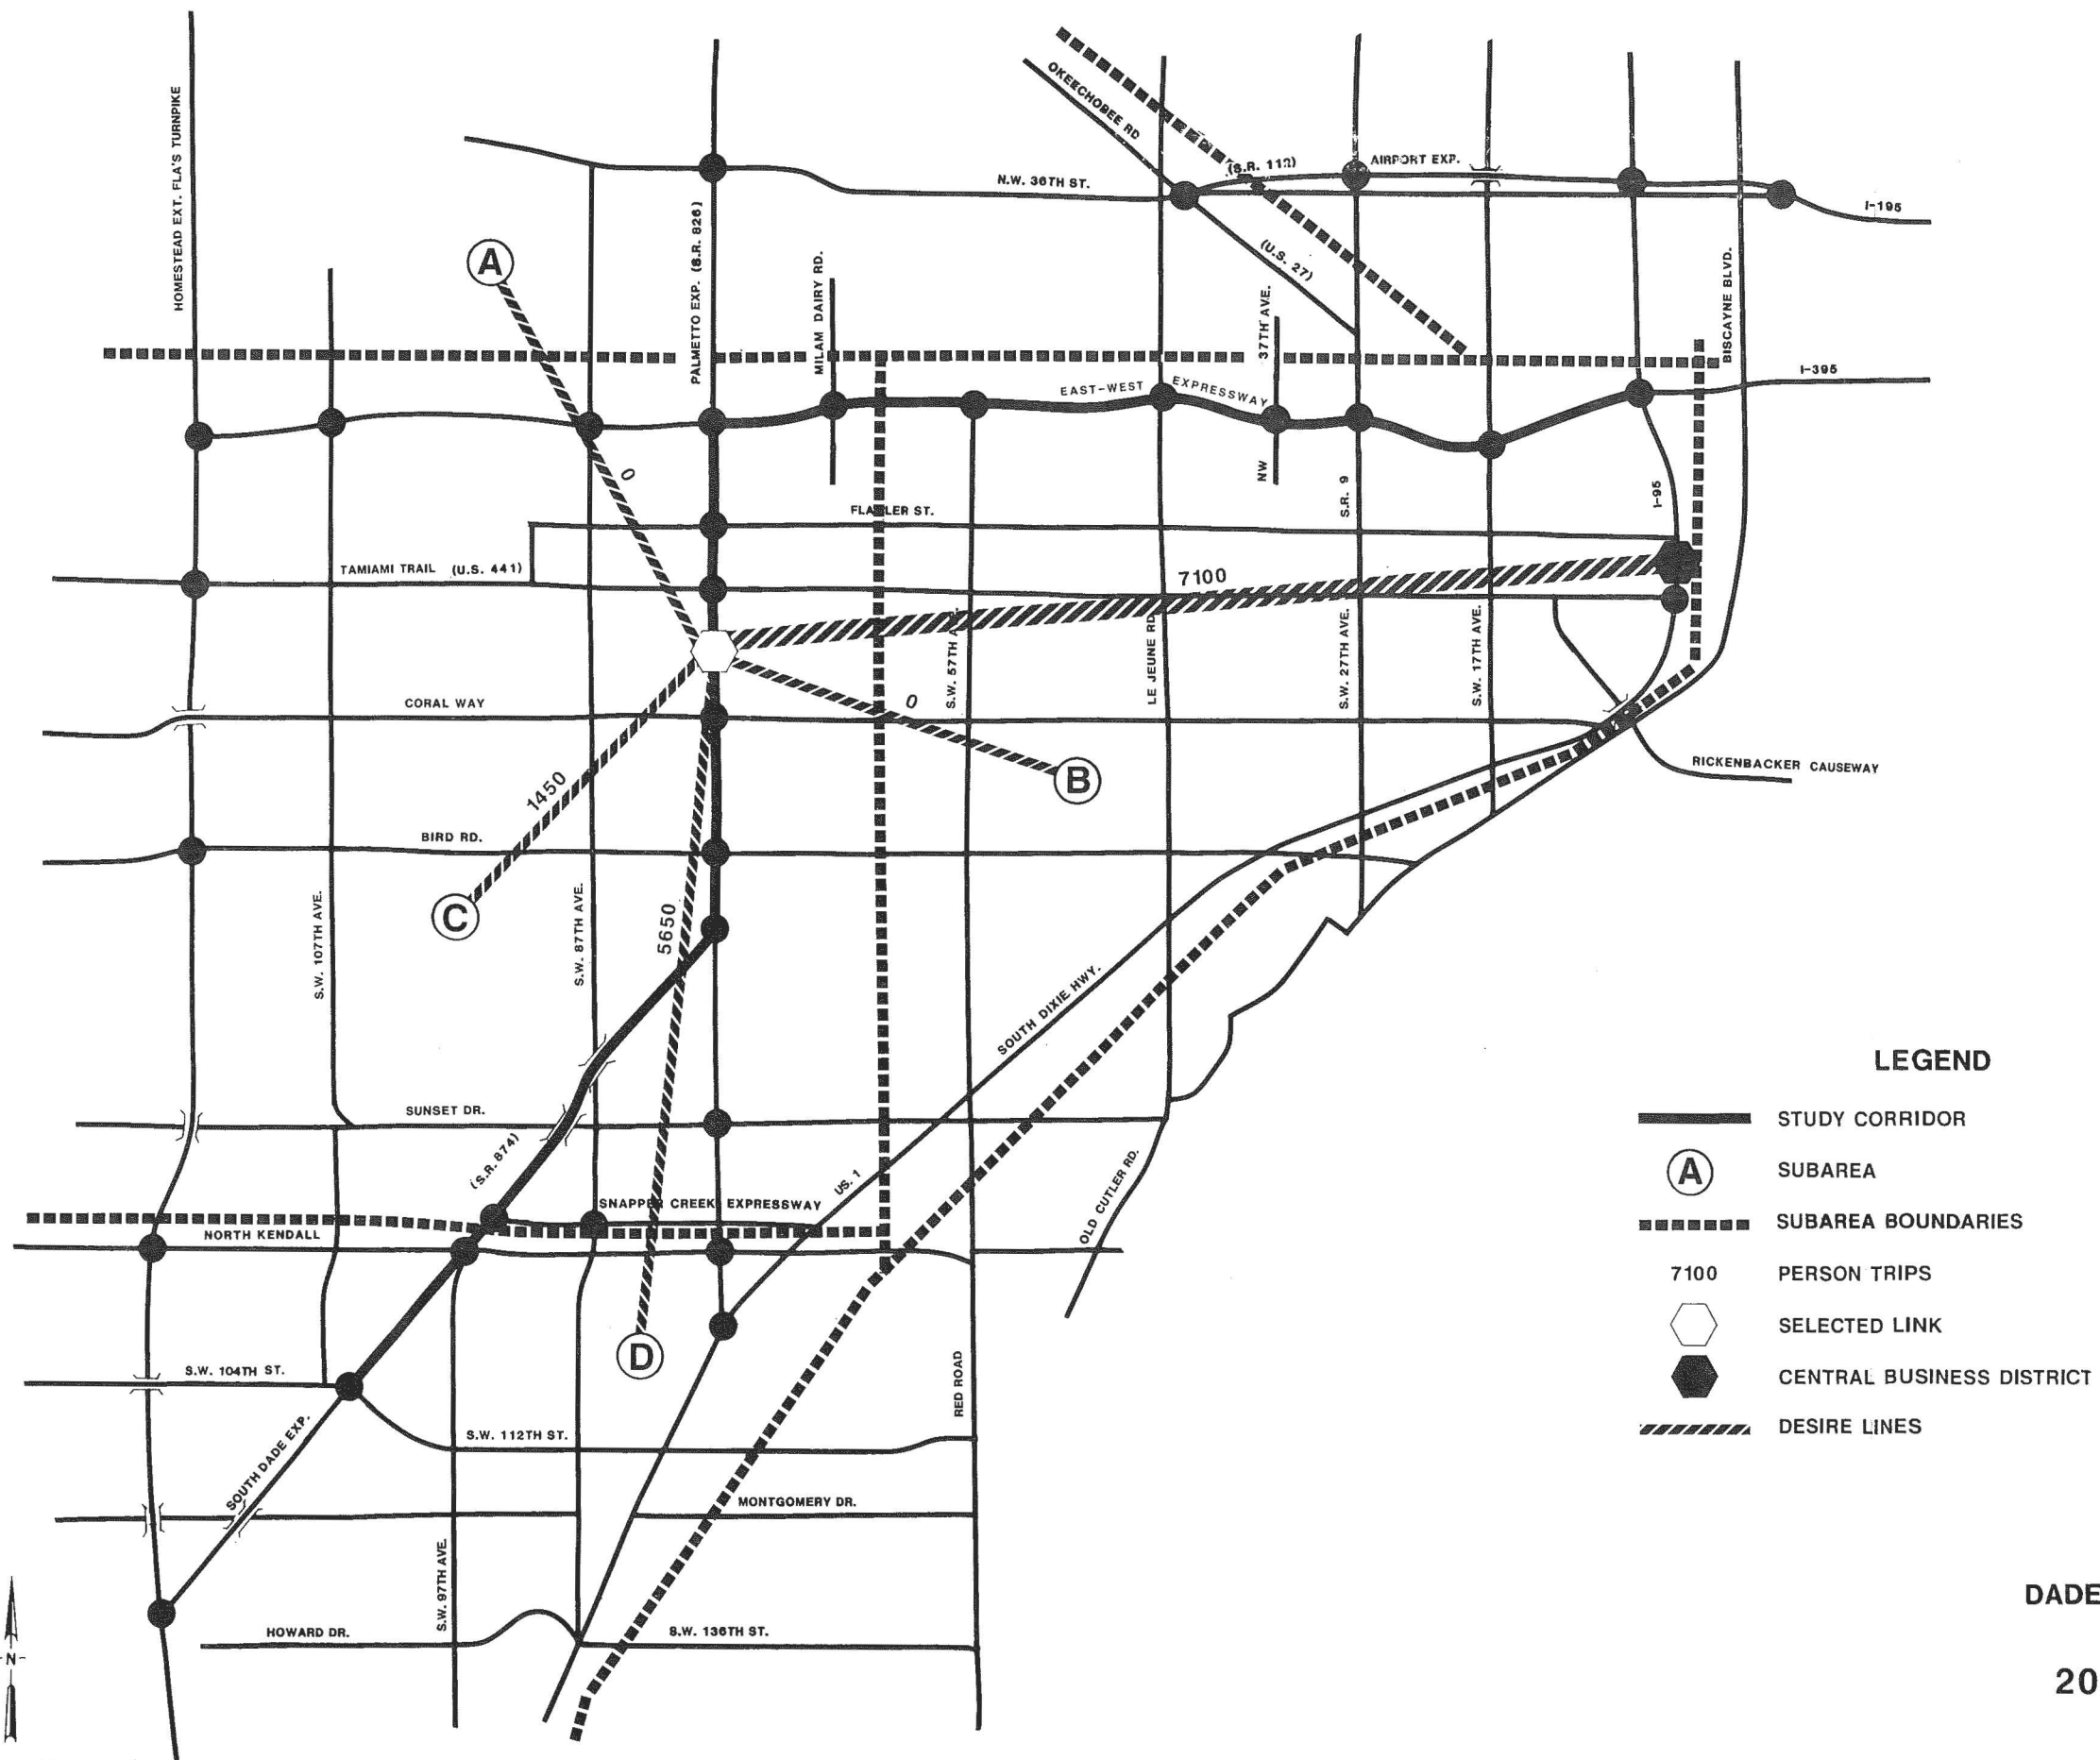 OKEECHOBEE RD
HOMESTEAD EXT. FLA'S TURNPIKE
(S.R. 112)
AIRPORT EXP.
N.W. 36TH ST.
I-195
PALMETTO EXP. (S.R. 826)
A
(U.S. 27)
MILAM DAIRY RD.
NW 37TH AVE.
BISCAYNE BLVD.
EAST-WEST EXPRESSWAY
I-395
0
S.R. 9
I-95
FLAGLER ST.
TAMIAMI TRAIL (U.S. 441)
7100
S.W. 57TH A
LE JEUNE RD.
S.W. 27TH AVE.
S.W. 17TH AVE.
CORAL WAY
0
B
RICKENBACKER CAUSEWAY
1450
BIRD RD.
C
S.W. 107TH AVE.
S.W. 87TH AVE.
5650
SOUTH DIXIE HWY.
LEGEND
STUDY CORRIDOR
A
SUBAREA
SUBAREA BOUNDARIES
7100
PERSON TRIPS
SELECTED LINK
CENTRAL BUSINESS DISTRICT
DESIRE LINES
SUNSET DR.
(S.R. 874)
US. 1
OLD CUTLER RD.
SNAPPER CREEK EXPRESSWAY
NORTH KENDALL
D
S.W. 104TH ST.
RED ROAD
SOUTH DADE EXP.
S.W. 112TH ST.
MONTGOMERY DR.
S.W. 97TH AVE.
HOWARD DR.
S.W. 136TH ST.
N
DADE
20